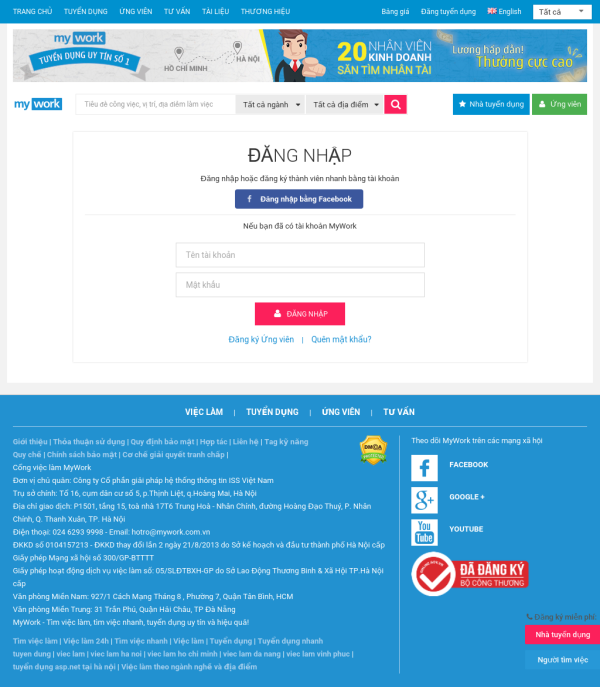 TRANG CHỦ TUYỂN DỤNG ỨNG VIÊN TƯ VẤN TÀI LIỆU THƯƠNG HIỆU Bảng giá Đăng tuyển dụng English Tất cả
mywork
TUYỂN DỤNG UY TÍN SỐ 1
HỒ CHÍ MINH
HÀ NỘI
20 NHÂN VIÊN
KINH DOANH
SĂN TÌM NHÂN TÀI
Lương hấp dẫn!
Thưởng cực cao
mywork Tiêu đề công việc, vị trí, địa điểm làm việc Tất cả ngành Tất cả địa điểm Nhà tuyển dụng Ứng viên
ĐĂNG NHẬP
Đăng nhập hoặc đăng ký thành viên nhanh bằng tài khoản
f Đăng nhập bằng Facebook
Nếu bạn đã có tài khoản MyWork
Tên tài khoản
Mật khẩu
ĐĂNG NHẬP
Đăng ký Ứng viên | Quên mật khẩu?
VIỆC LÀM | TUYỂN DỤNG | ỨNG VIÊN | TƯ VẤN
Giới thiệu | Thỏa thuận sử dụng | Quy định bảo mật | Hợp tác | Liên hệ | Tag kỹ năng
Quy chế | Chính sách bảo mật | Cơ chế giải quyết tranh chấp |
Cổng việc làm MyWork
Đơn vị chủ quản: Công ty Cổ phần giải pháp hệ thống thông tin ISS Việt Nam
Trụ sở chính: Tổ 16, cụm dân cư số 5, p.Thịnh Liệt, q.Hoàng Mai, Hà Nội
Địa chỉ giao dịch: P1501, tầng 15, toà nhà 17T6 Trung Hoà - Nhân Chính, đường Hoàng Đạo Thuý, P. Nhân
Chính, Q. Thanh Xuân, TP. Hà Nội
Điện thoại: 024 6293 9998 - Email: hotro@mywork.com.vn
ĐKKD số 0104157213 - ĐKKD thay đổi lần 2 ngày 21/8/2013 do Sở kế hoạch và đầu tư thành phố Hà Nội cấp
Giấy phép Mạng xã hội số 300/GP-BTTTT
Giấy phép hoạt động dịch vụ việc làm số: 05/SLĐTBXH-GP do Sở Lao Động Thương Binh & Xã Hội TP.Hà Nội
cấp
Văn phòng Miền Nam: 927/1 Cách Mạng Tháng 8 , Phường 7, Quận Tân Bình, HCM
Văn phòng Miền Trung: 31 Trần Phú, Quận Hải Châu, TP Đà Nẵng
MyWork - Tìm việc làm, tìm việc nhanh, tuyển dụng uy tín và hiệu quả!
Tìm việc làm | Việc làm 24h | Tìm việc nhanh | Việc làm | Tuyển dụng | Tuyển dụng nhanh
tuyen dung | viec lam | viec lam ha noi | viec lam ho chi minh | viec lam da nang | viec lam vinh phuc |
tuyển dụng asp.net tại hà nội | Việc làm theo ngành nghề và địa điểm
DMCA
PROTECTED
Theo dõi MyWork trên các mạng xã hội
f FACEBOOK
g+ GOOGLE +
You Tube YOUTUBE
ĐÃ ĐĂNG KÝ
BỘ CÔNG THƯƠNG
Đăng ký miễn phí
Nhà tuyển dụng
Người tìm việc